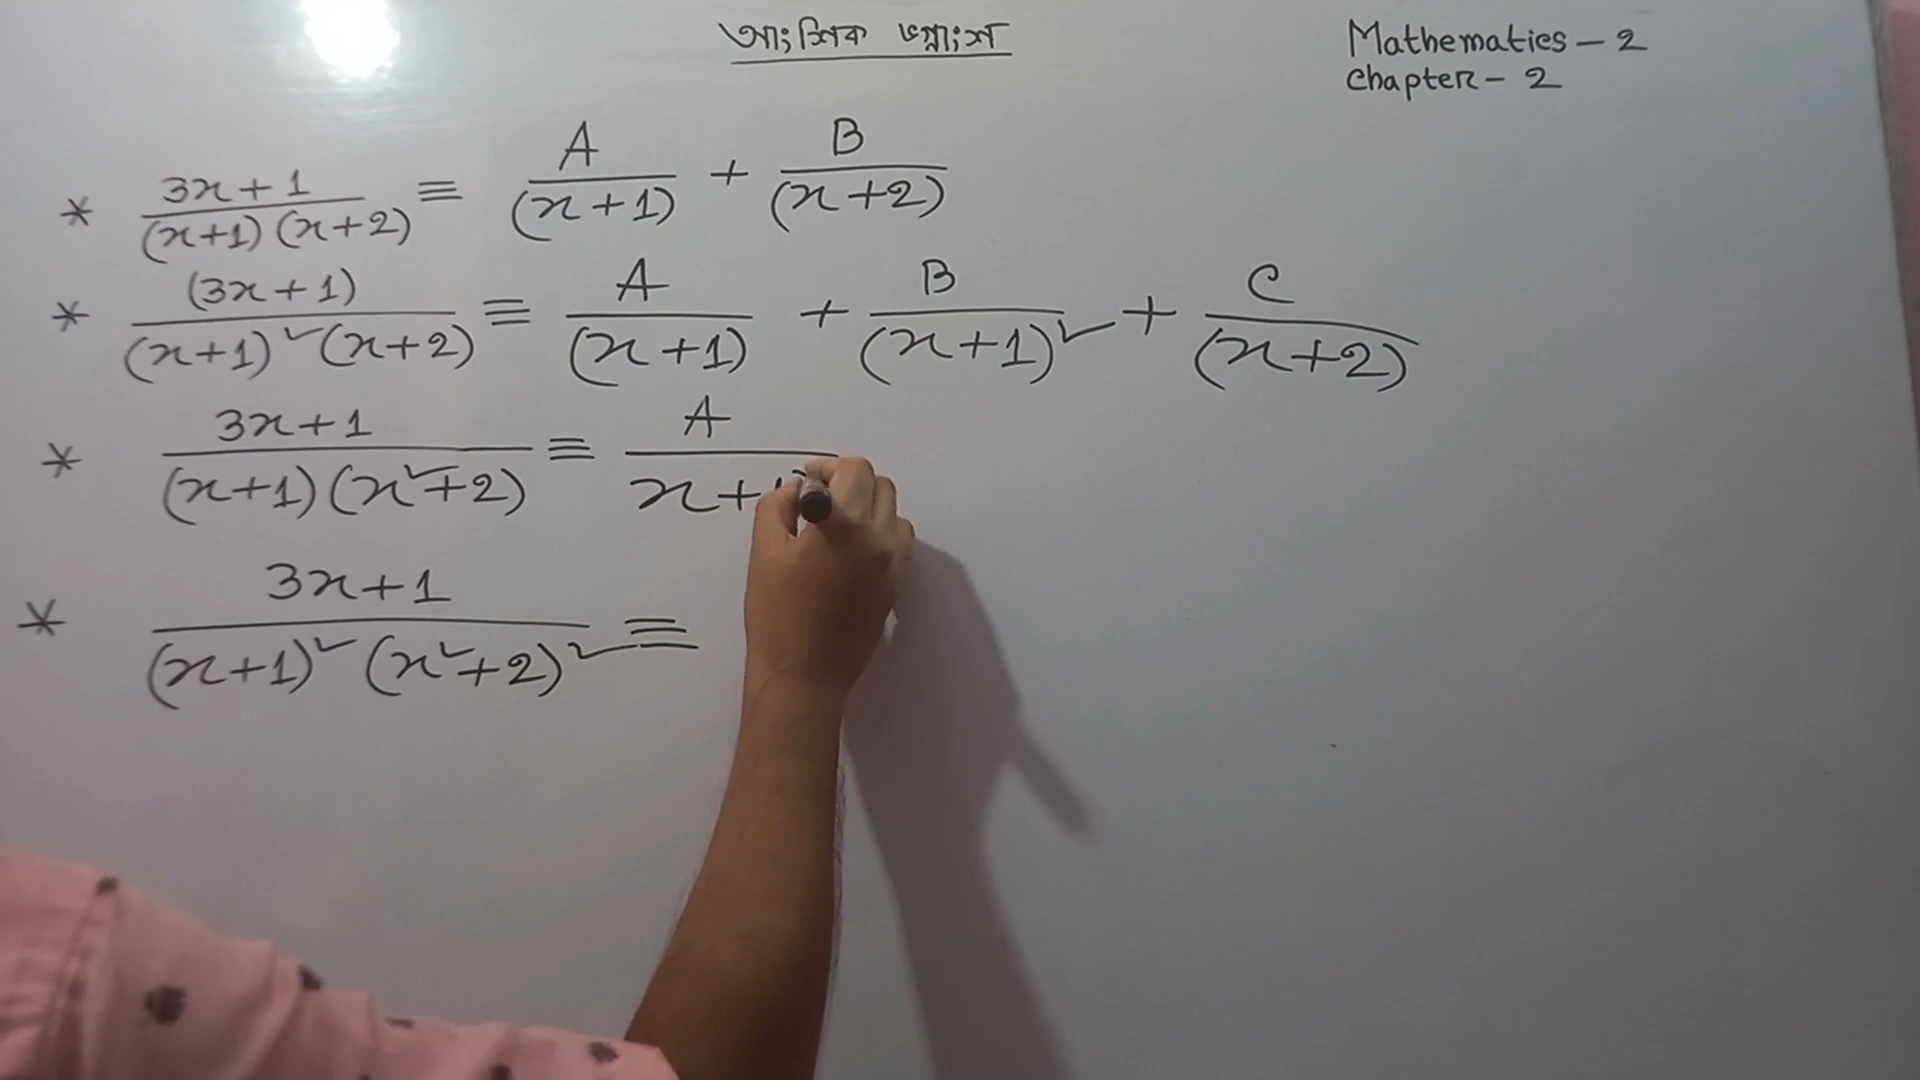 আংশিক ভগ্নাংশ
Mathematics - 2
Chapter - 2
* (3x+1)/((x+1)(x+2)) ≡ A/(x+1) + B/(x+2)
* (3x+1)/((x+1)²(x+2)) ≡ A/(x+1) + B/(x+1)² + C/(x+2)
* (3x+1)/((x+1)(x²+2)) ≡ A/(x+
* (3x+1)/((x+1)²(x²+2)²) ≡